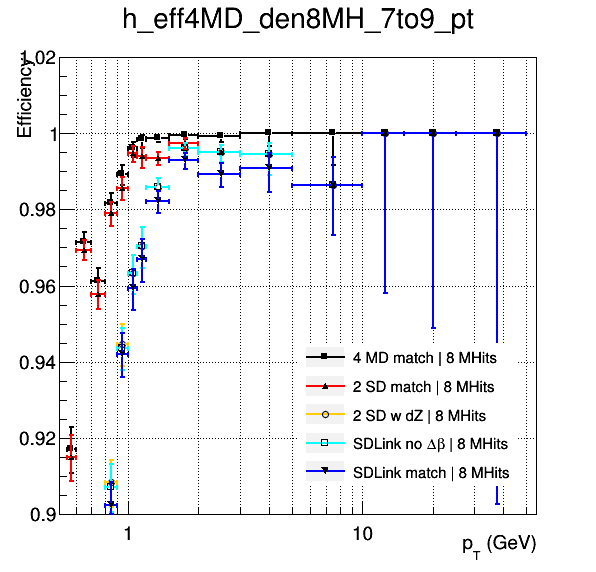 h_eff4MD_den8MH_7to9_pt
Efficiency
1.02
1
0.98
0.96
0.94
0.92
0.9
4 MD match | 8 MHits
2 SD match | 8 MHits
2 SD w dZ | 8 MHits
SDLink no Δβ | 8 MHits
SDLink match | 8 MHits
1
10
p_T (GeV)